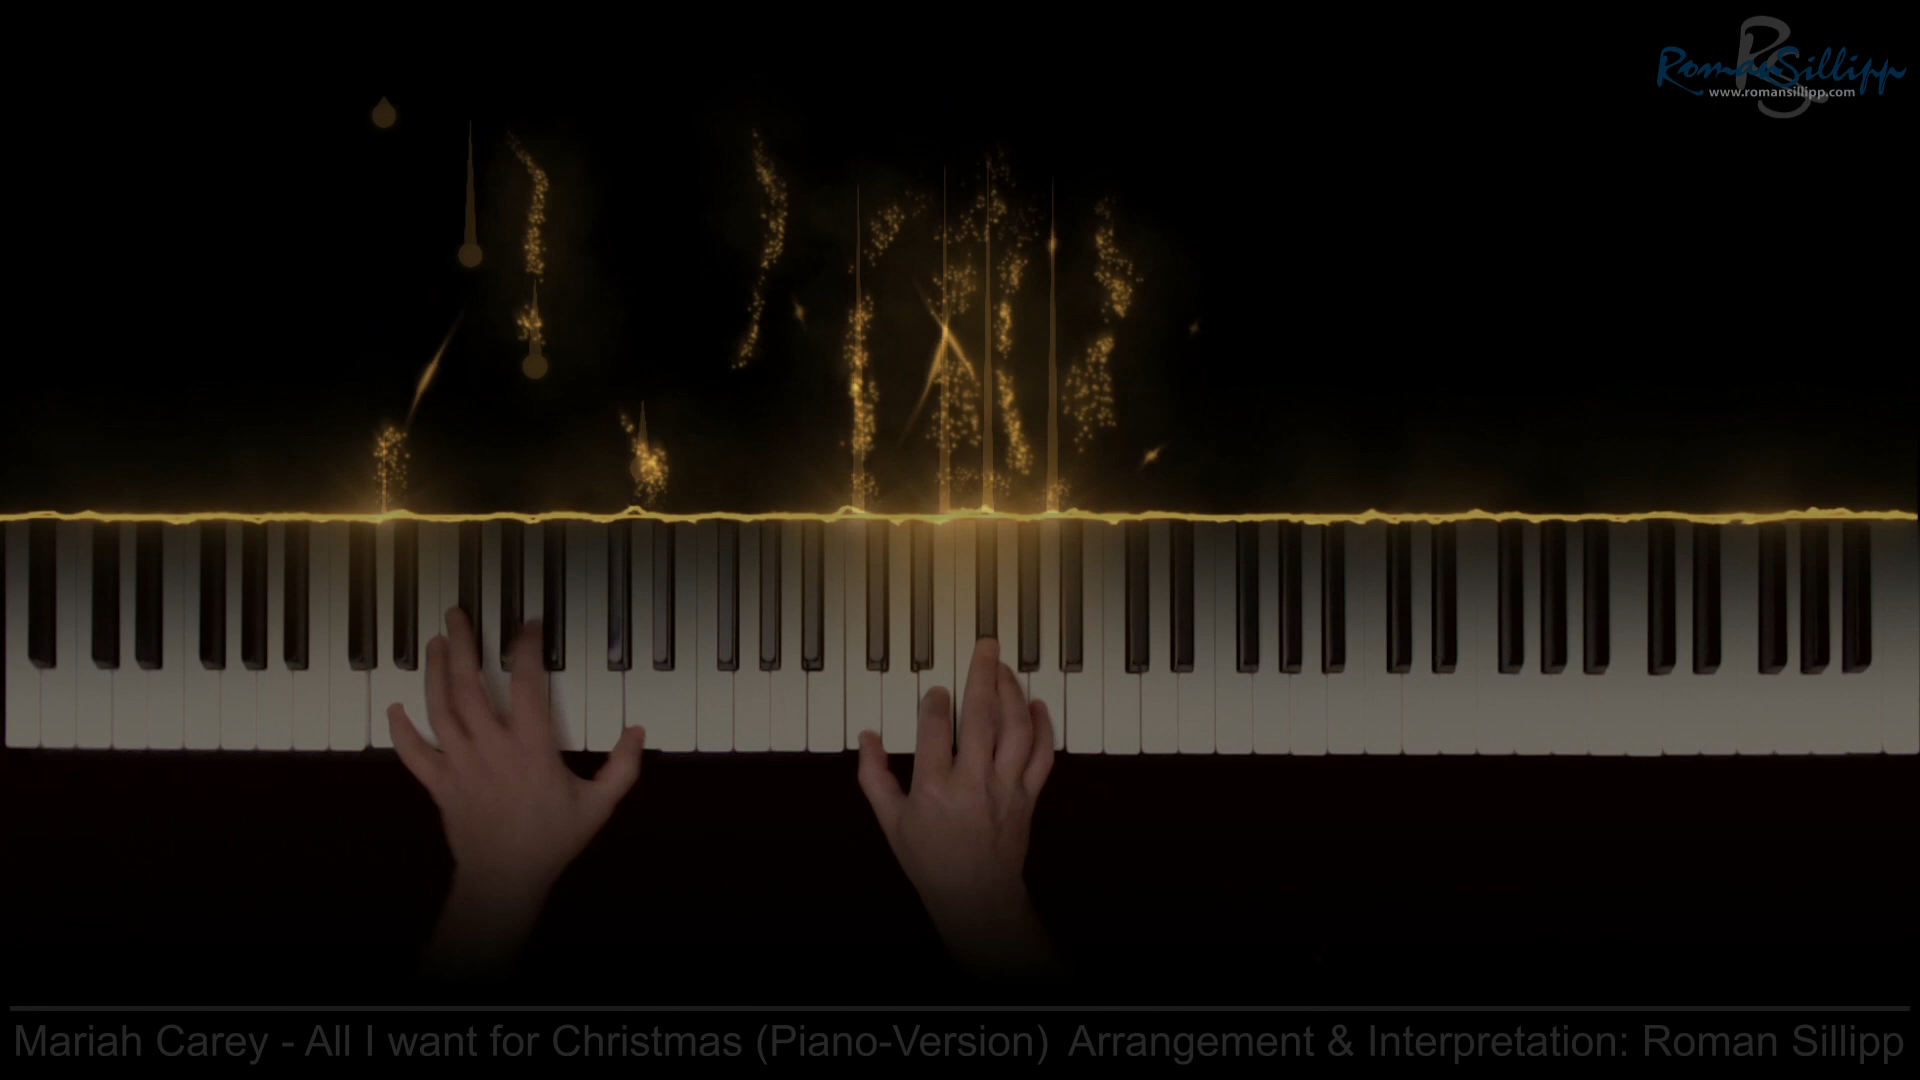 RomanSillipp
www.romansillipp.com
Mariah Carey - All I want for Christmas (Piano-Version) Arrangement & Interpretation: Roman Sillipp